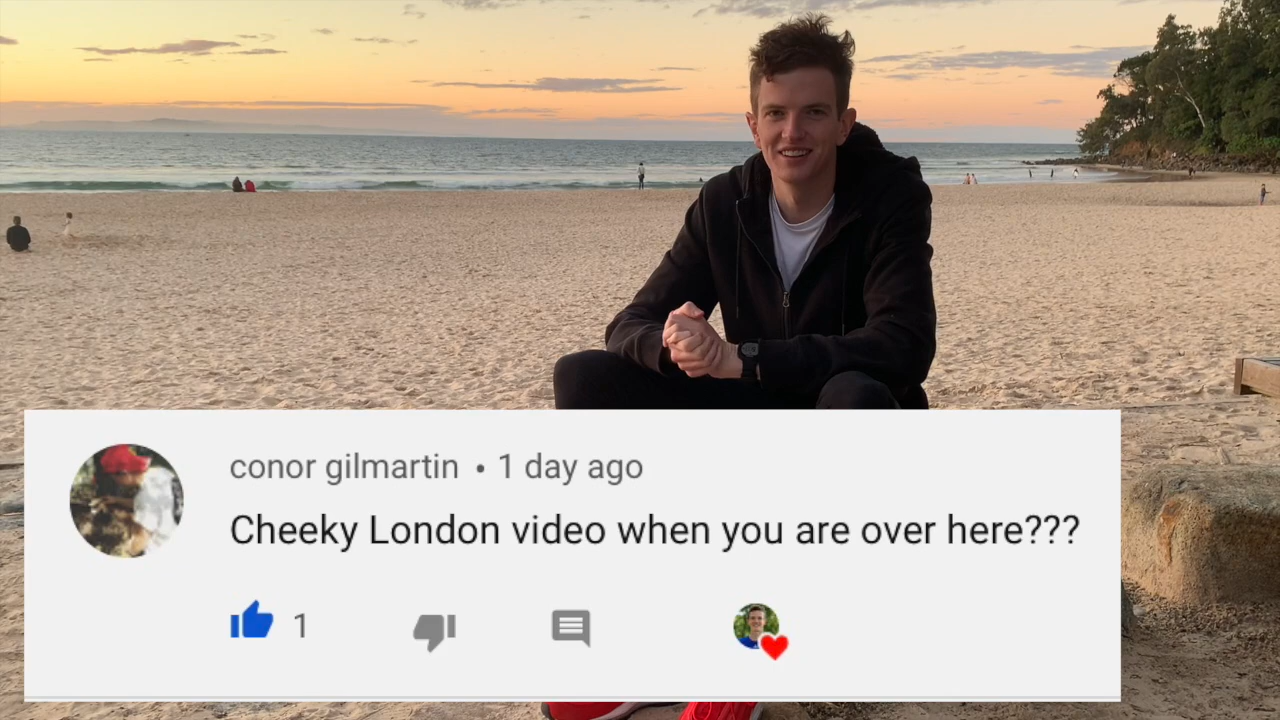 conor gilmartin • 1 day ago
Cheeky London video when you are over here???
1